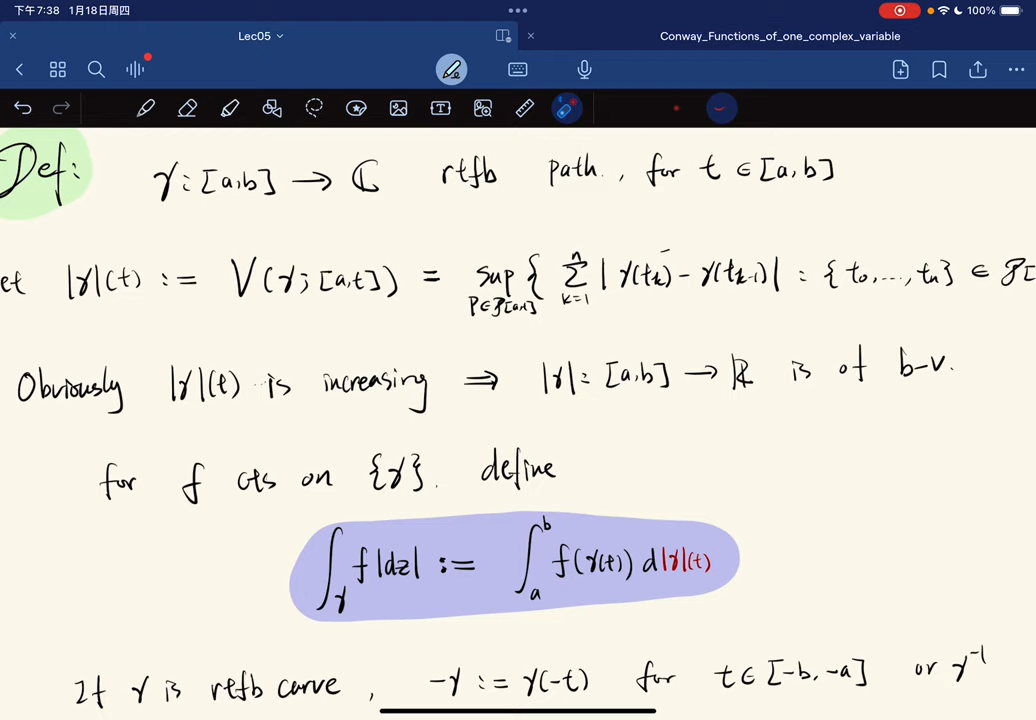 下午7:38 1月18日周四
100%
Lec05
Conway_Functions_of_one_complex_variable
Def: γ:[a,b] → ℂ rtfb path., for t ∈ [a,b]
et |γ|(t) := V(γ;[a,t]) = sup_{P∈𝒫[a,t]} { Σ_{k=1}^{n} |γ(t_k) - γ(t_{k-1})| : {t_0,...,t_n} ∈ 𝒫[
Obviously |γ|(t) is increasing ⇒ |γ|: [a,b] → ℝ is of b-v.
for f cts on {γ}. define
∫_γ f|dz| := ∫_a^b f(γ(t)) d|γ|(t)
If γ is rtfb curve, -γ := γ(-t) for t ∈ [-b,-a] or γ^{-1}